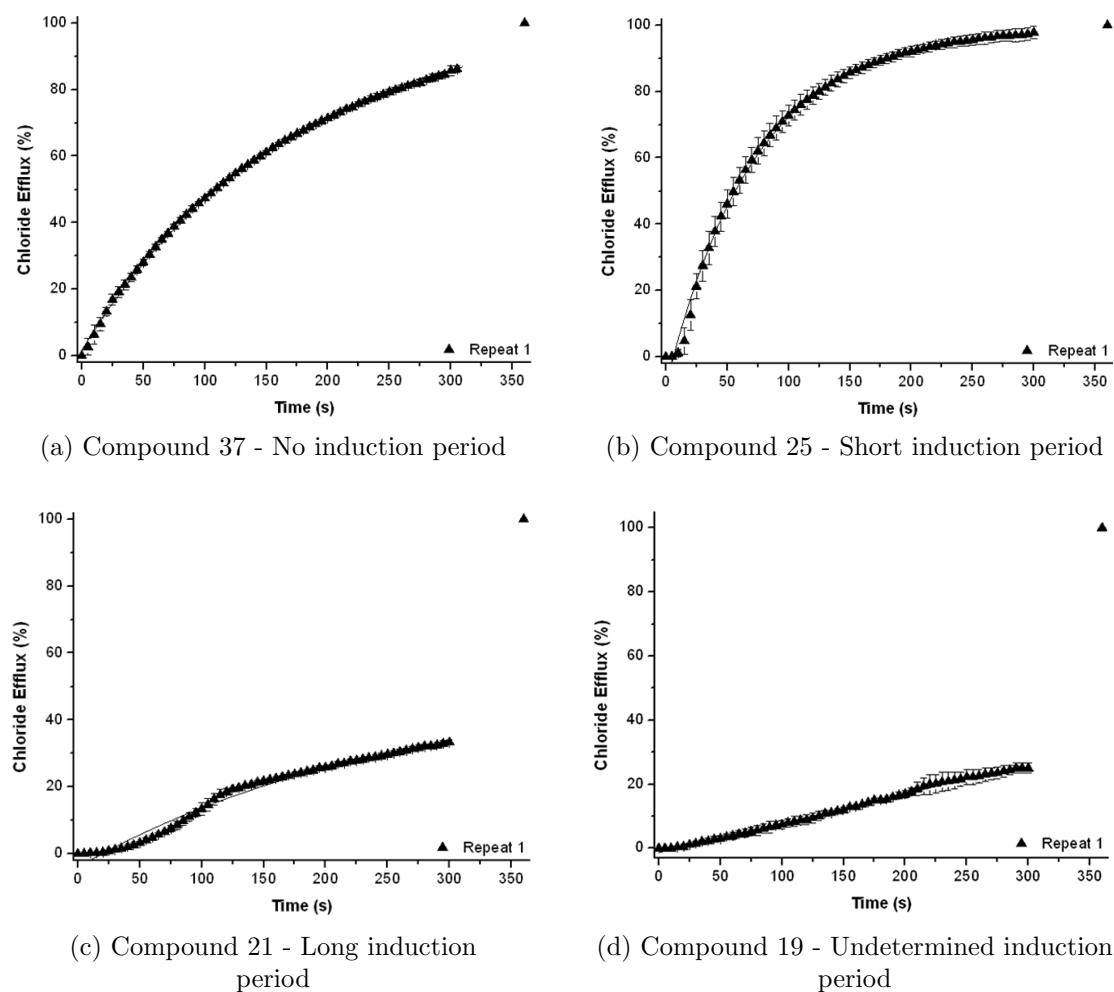 100
80
60
40
20
0
Chloride Efflux (%)
Repeat 1
0 50 100 150 200 250 300 350
Time (s)
(a) Compound 37 - No induction period
100
80
60
40
20
0
Chloride Efflux (%)
Repeat 1
0 50 100 150 200 250 300 350
Time (s)
(b) Compound 25 - Short induction period
100
80
60
40
20
0
Chloride Efflux (%)
Repeat 1
0 50 100 150 200 250 300 350
Time (s)
(c) Compound 21 - Long induction
period
100
80
60
40
20
0
Chloride Efflux (%)
Repeat 1
0 50 100 150 200 250 300 350
Time (s)
(d) Compound 19 - Undetermined induction
period